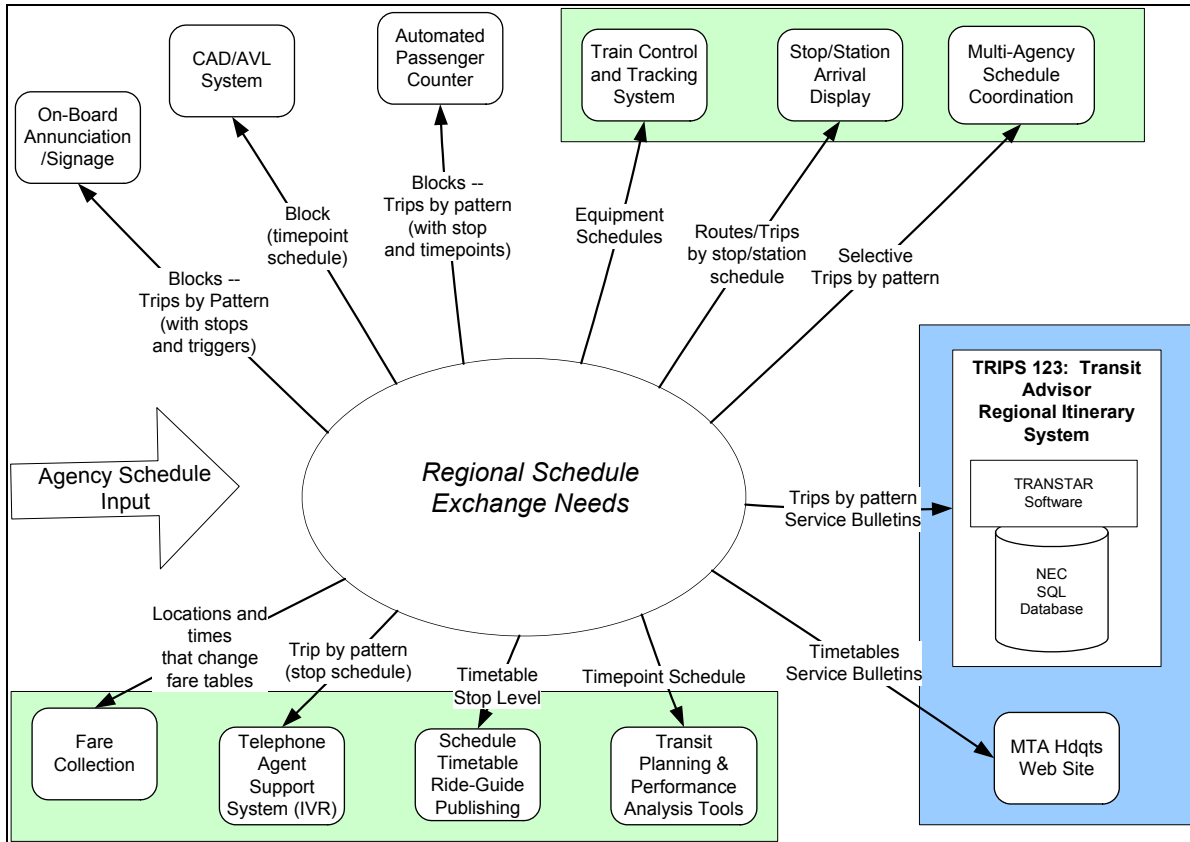 On-Board
Annunciation
/Signage
CAD/AVL
System
Automated
Passenger
Counter
Train Control
and Tracking
System
Stop/Station
Arrival
Display
Multi-Agency
Schedule
Coordination
Blocks --
Trips by Pattern
(with stops
and triggers)
Block
(timepoint
schedule)
Blocks --
Trips by pattern
(with stop
and timepoints)
Equipment
Schedules
Routes/Trips
by stop/station
schedule
Selective
Trips by pattern
Agency Schedule
Input
Regional Schedule
Exchange Needs
Trips by pattern
Service Bulletins
TRIPS 123: Transit
Advisor
Regional Itinerary
System
TRANSTAR
Software
NEC
SQL
Database
Locations and
times
that change
fare tables
Trip by pattern
(stop schedule)
Timetable
Stop Level
Timepoint Schedule
Timetables
Service Bulletins
Fare
Collection
Telephone
Agent
Support
System (IVR)
Schedule
Timetable
Ride-Guide
Publishing
Transit
Planning &
Performance
Analysis Tools
MTA Hdqts
Web Site